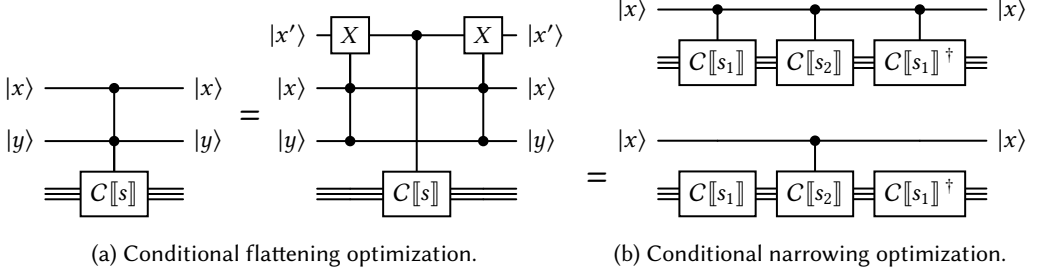 |x⟩ |x⟩
|x′⟩ X X |x′⟩
C⟦s₁⟧ C⟦s₂⟧ C⟦s₁⟧†
|x⟩ |x⟩ = |x⟩ |x⟩
|y⟩ |y⟩ |y⟩ |y⟩
|x⟩ |x⟩
C⟦s⟧ C⟦s⟧ = C⟦s₁⟧ C⟦s₂⟧ C⟦s₁⟧†
(a) Conditional flattening optimization.
(b) Conditional narrowing optimization.